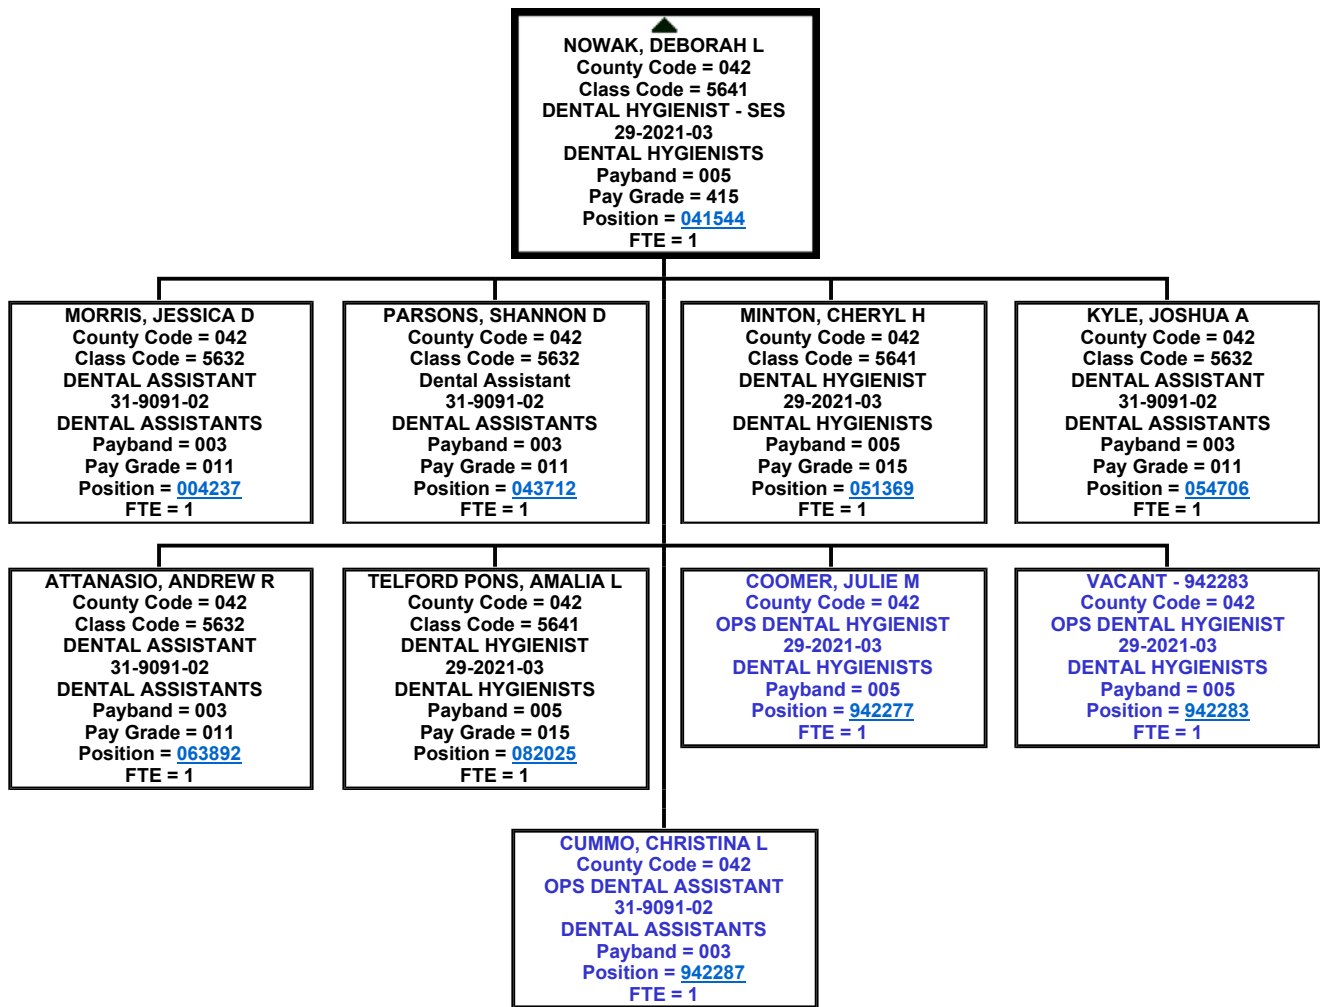 NOWAK, DEBORAH L
County Code = 042
Class Code = 5641
DENTAL HYGIENIST - SES
29-2021-03
DENTAL HYGIENISTS
Payband = 005
Pay Grade = 415
Position = 041544
FTE = 1
MORRIS, JESSICA D
County Code = 042
Class Code = 5632
DENTAL ASSISTANT
31-9091-02
DENTAL ASSISTANTS
Payband = 003
Pay Grade = 011
Position = 004237
FTE = 1
PARSONS, SHANNON D
County Code = 042
Class Code = 5632
Dental Assistant
31-9091-02
DENTAL ASSISTANTS
Payband = 003
Pay Grade = 011
Position = 043712
FTE = 1
MINTON, CHERYL H
County Code = 042
Class Code = 5641
DENTAL HYGIENIST
29-2021-03
DENTAL HYGIENISTS
Payband = 005
Pay Grade = 015
Position = 051369
FTE = 1
KYLE, JOSHUA A
County Code = 042
Class Code = 5632
DENTAL ASSISTANT
31-9091-02
DENTAL ASSISTANTS
Payband = 003
Pay Grade = 011
Position = 054706
FTE = 1
ATTANASIO, ANDREW R
County Code = 042
Class Code = 5632
DENTAL ASSISTANT
31-9091-02
DENTAL ASSISTANTS
Payband = 003
Pay Grade = 011
Position = 063892
FTE = 1
TELFORD PONS, AMALIA L
County Code = 042
Class Code = 5641
DENTAL HYGIENIST
29-2021-03
DENTAL HYGIENISTS
Payband = 005
Pay Grade = 015
Position = 082025
FTE = 1
COOMER, JULIE M
County Code = 042
OPS DENTAL HYGIENIST
29-2021-03
DENTAL HYGIENISTS
Payband = 005
Position = 942277
FTE = 1
VACANT - 942283
County Code = 042
OPS DENTAL HYGIENIST
29-2021-03
DENTAL HYGIENISTS
Payband = 005
Position = 942283
FTE = 1
CUMMO, CHRISTINA L
County Code = 042
OPS DENTAL ASSISTANT
31-9091-02
DENTAL ASSISTANTS
Payband = 003
Position = 942287
FTE = 1